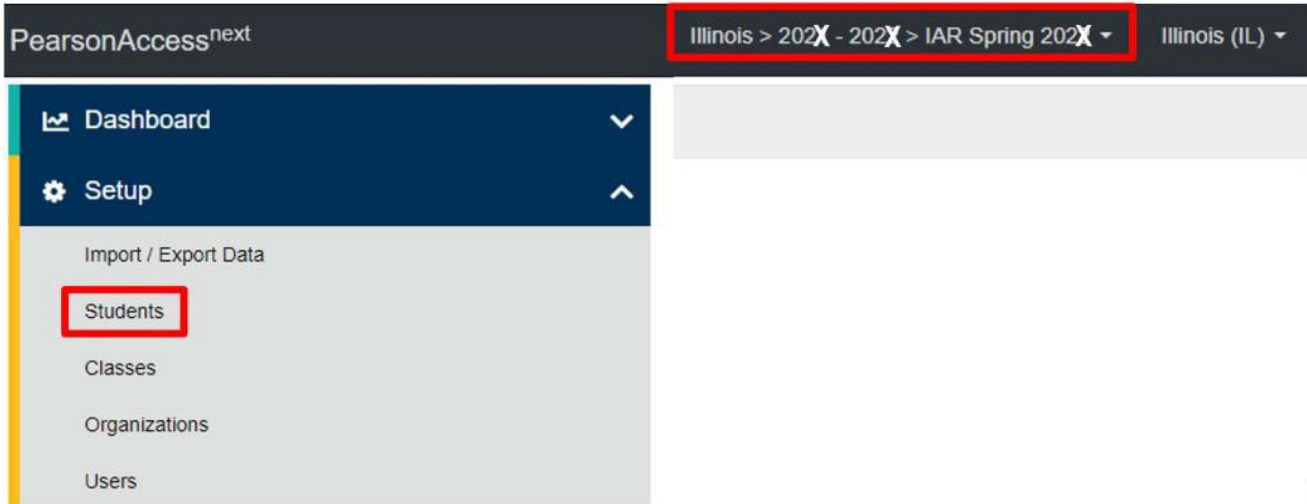 PearsonAccessnext
Illinois > 202X - 202X > IAR Spring 202X
Illinois (IL)
Dashboard
Setup
Import / Export Data
Students
Classes
Organizations
Users